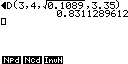 ◄D(3,4,√0.1089,3.35)
0.8311289612
NPd Ncd InvN